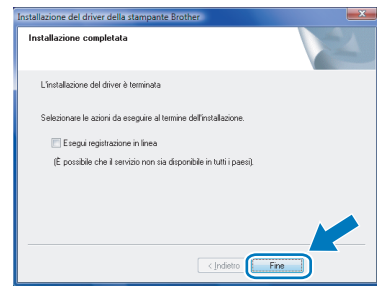 Installazione del driver della stampante Brother
Installazione completata
L'installazione del driver è terminata
Selezionare le azioni da eseguire al termine dell'installazione.
Esegui registrazione in linea
(È possibile che il servizio non sia disponibile in tutti i paesi).
< Indietro
Fine